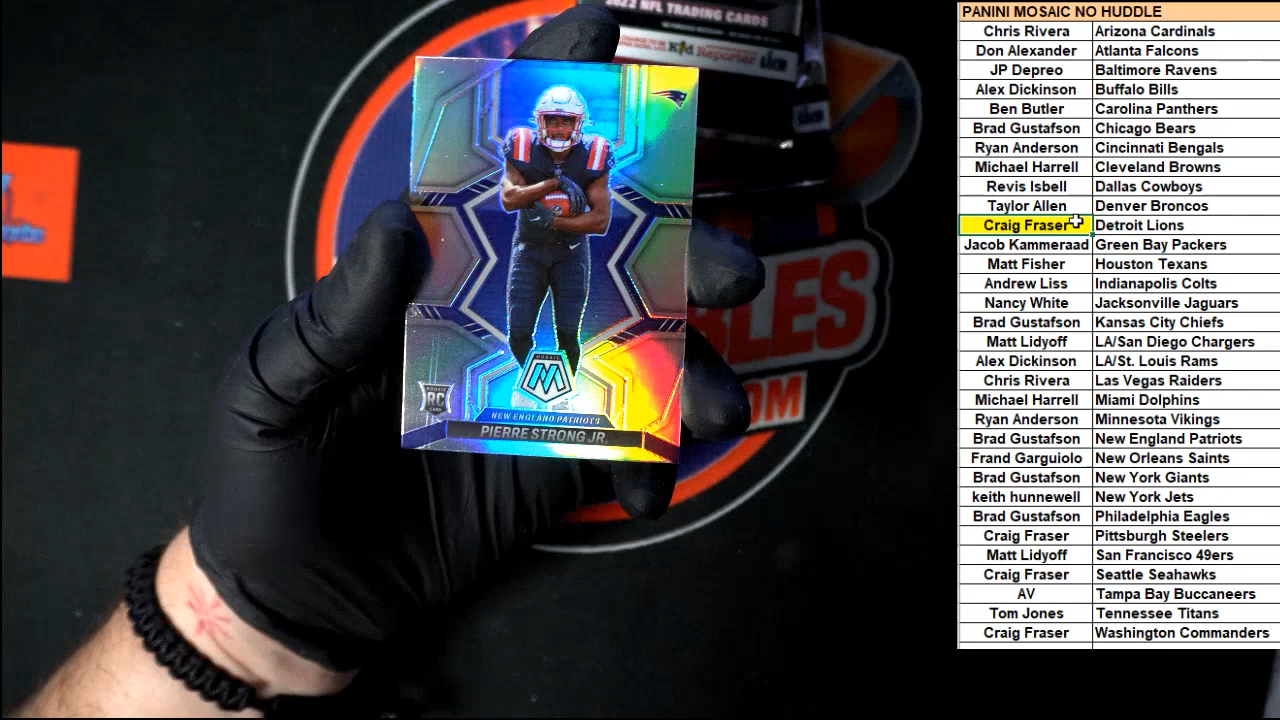 2022 NFL TRADING CARDS
Kid Reporter
BLES
OM
M
ROOKIE
RC
CARD
MOSAIC
NEW ENGLAND PATRIOTS
PIERRE STRONG JR.
PANINI MOSAIC NO HUDDLE
Chris Rivera Arizona Cardinals
Don Alexander Atlanta Falcons
JP Depreo Baltimore Ravens
Alex Dickinson Buffalo Bills
Ben Butler Carolina Panthers
Brad Gustafson Chicago Bears
Ryan Anderson Cincinnati Bengals
Michael Harrell Cleveland Browns
Revis Isbell Dallas Cowboys
Taylor Allen Denver Broncos
Craig Fraser Detroit Lions
Jacob Kammeraad Green Bay Packers
Matt Fisher Houston Texans
Andrew Liss Indianapolis Colts
Nancy White Jacksonville Jaguars
Brad Gustafson Kansas City Chiefs
Matt Lidyoff LA/San Diego Chargers
Alex Dickinson LA/St. Louis Rams
Chris Rivera Las Vegas Raiders
Michael Harrell Miami Dolphins
Ryan Anderson Minnesota Vikings
Brad Gustafson New England Patriots
Frand Garguiolo New Orleans Saints
Brad Gustafson New York Giants
keith hunnewell New York Jets
Brad Gustafson Philadelphia Eagles
Craig Fraser Pittsburgh Steelers
Matt Lidyoff San Francisco 49ers
Craig Fraser Seattle Seahawks
AV Tampa Bay Buccaneers
Tom Jones Tennessee Titans
Craig Fraser Washington Commanders